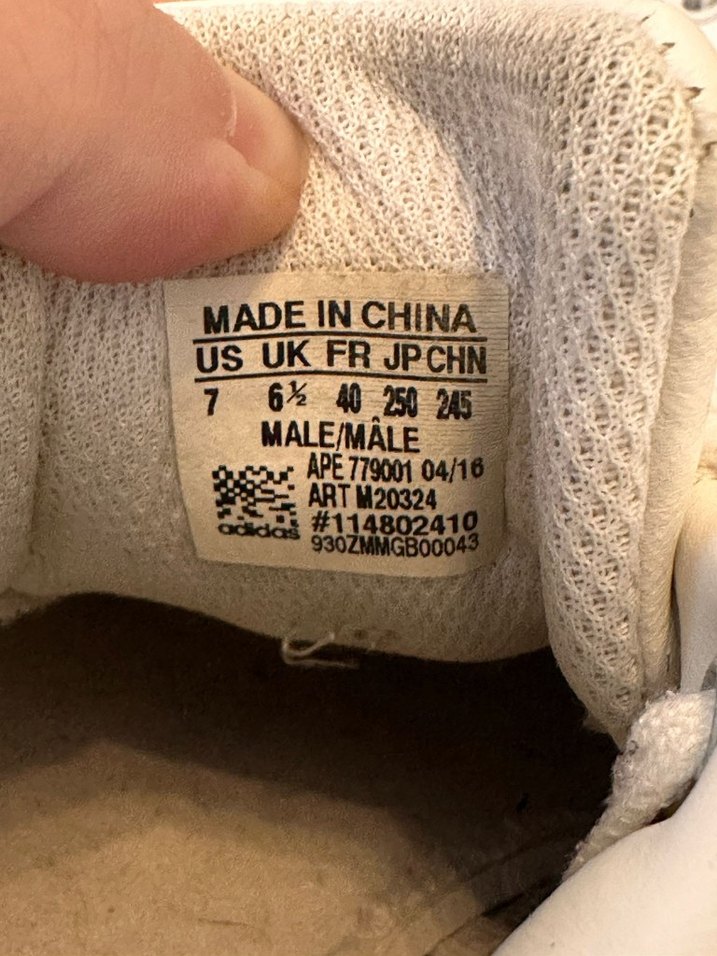 MADE IN CHINA
US UK FR JP CHN
7 6½ 40 250 245
MALE/MÂLE
APE 779001 04/16
ART M20324
#114802410
adidas
930ZMMGB00043